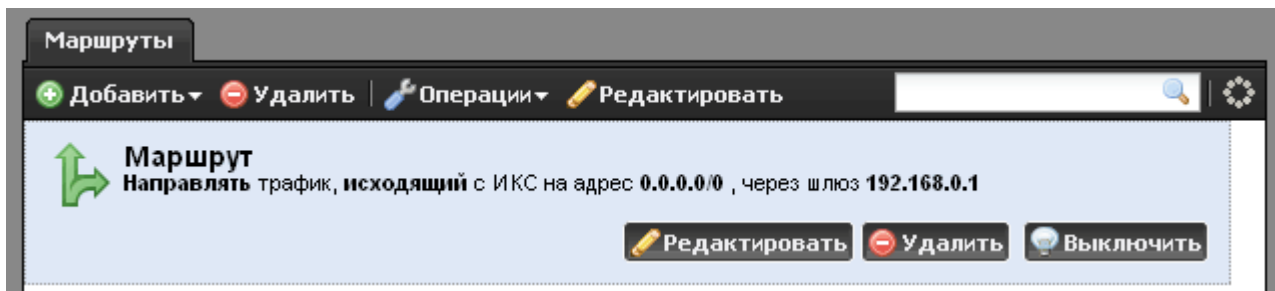 Маршруты
Добавить Удалить Операции Редактировать
Маршрут
Направлять трафик, исходящий с ИКС на адрес 0.0.0.0/0 , через шлюз 192.168.0.1
Редактировать Удалить Выключить